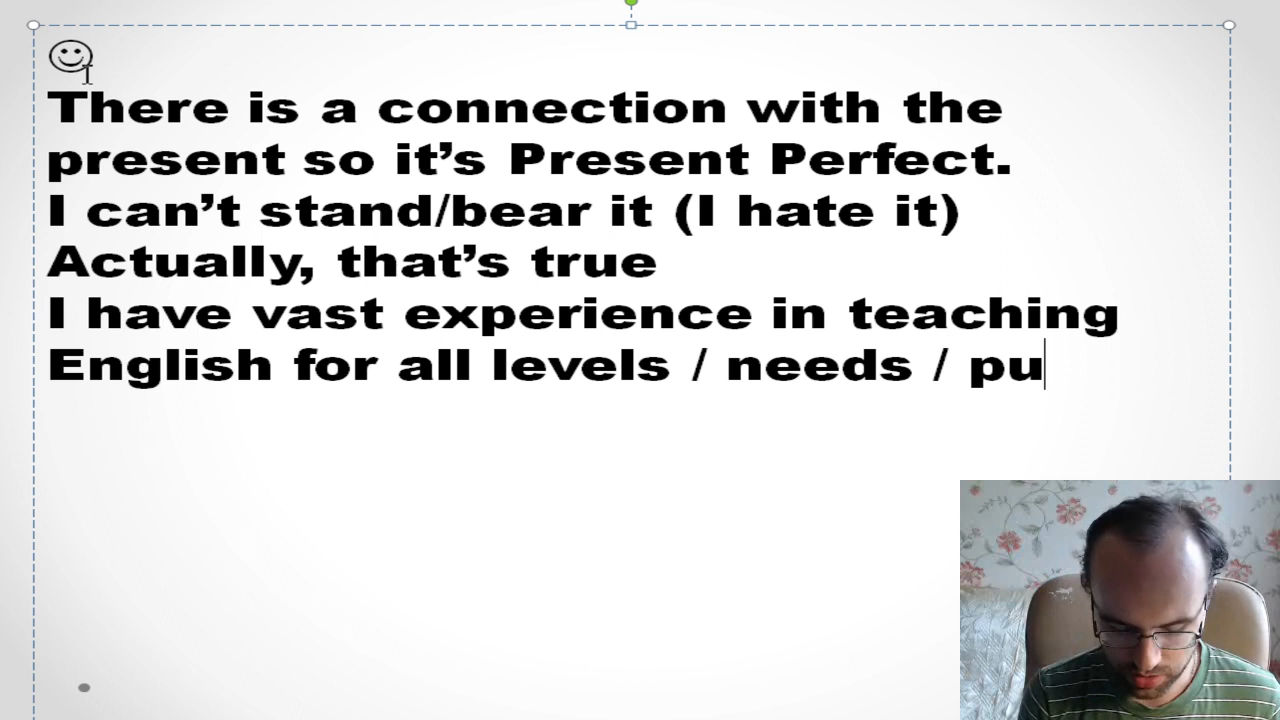 There is a connection with the
present so it’s Present Perfect.
I can’t stand/bear it (I hate it)
Actually, that’s true
I have vast experience in teaching
English for all levels / needs / pu